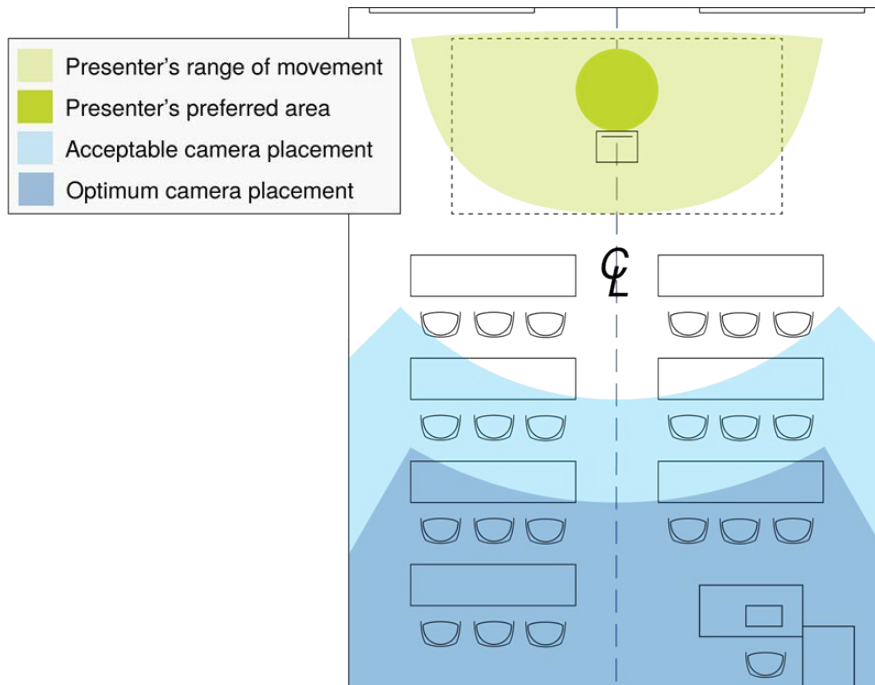 Presenter's range of movement
Presenter's preferred area
Acceptable camera placement
Optimum camera placement
℄